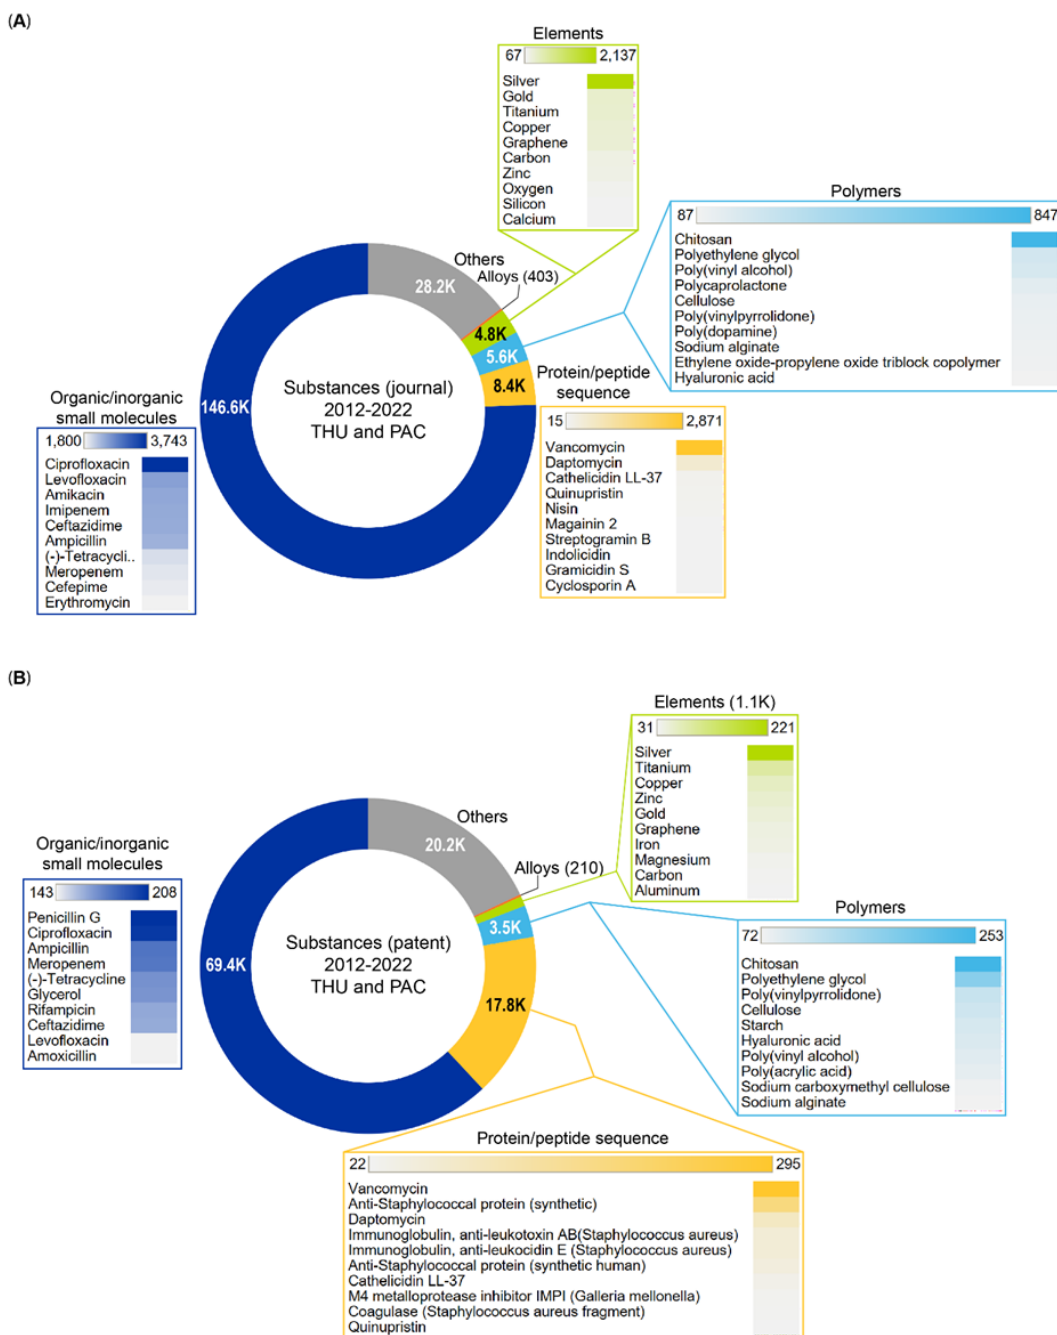 (A)
Elements
67 2,137
Silver
Gold
Titanium
Copper
Graphene
Carbon
Zinc
Oxygen
Silicon
Calcium
Polymers
87 847
Chitosan
Polyethylene glycol
Poly(vinyl alcohol)
Polycaprolactone
Cellulose
Poly(vinylpyrrolidone)
Poly(dopamine)
Sodium alginate
Ethylene oxide-propylene oxide triblock copolymer
Hyaluronic acid
Others
Alloys (403)
28.2K
4.8K
5.6K
8.4K
146.6K
Substances (journal)
2012-2022
THU and PAC
Protein/peptide
sequence
15 2,871
Vancomycin
Daptomycin
Cathelicidin LL-37
Quinupristin
Nisin
Magainin 2
Streptogramin B
Indolicidin
Gramicidin S
Cyclosporin A
Organic/inorganic
small molecules
1,800 3,743
Ciprofloxacin
Levofloxacin
Amikacin
Imipenem
Ceftazidime
Ampicillin
(-)-Tetracycli..
Meropenem
Cefepime
Erythromycin
(B)
Elements (1.1K)
31 221
Silver
Titanium
Copper
Zinc
Gold
Graphene
Iron
Magnesium
Carbon
Aluminum
Others
20.2K
Alloys (210)
3.5K
17.8K
69.4K
Substances (patent)
2012-2022
THU and PAC
Organic/inorganic
small molecules
143 208
Penicillin G
Ciprofloxacin
Ampicillin
Meropenem
(-)-Tetracycline
Glycerol
Rifampicin
Ceftazidime
Levofloxacin
Amoxicillin
Polymers
72 253
Chitosan
Polyethylene glycol
Poly(vinylpyrrolidone)
Cellulose
Starch
Hyaluronic acid
Poly(vinyl alcohol)
Poly(acrylic acid)
Sodium carboxymethyl cellulose
Sodium alginate
Protein/peptide sequence
22 295
Vancomycin
Anti-Staphylococcal protein (synthetic)
Daptomycin
Immunoglobulin, anti-leukotoxin AB(Staphylococcus aureus)
Immunoglobulin, anti-leukocidin E (Staphylococcus aureus)
Anti-Staphylococcal protein (synthetic human)
Cathelicidin LL-37
M4 metalloprotease inhibitor IMPI (Galleria mellonella)
Coagulase (Staphylococcus aureus fragment)
Quinupristin